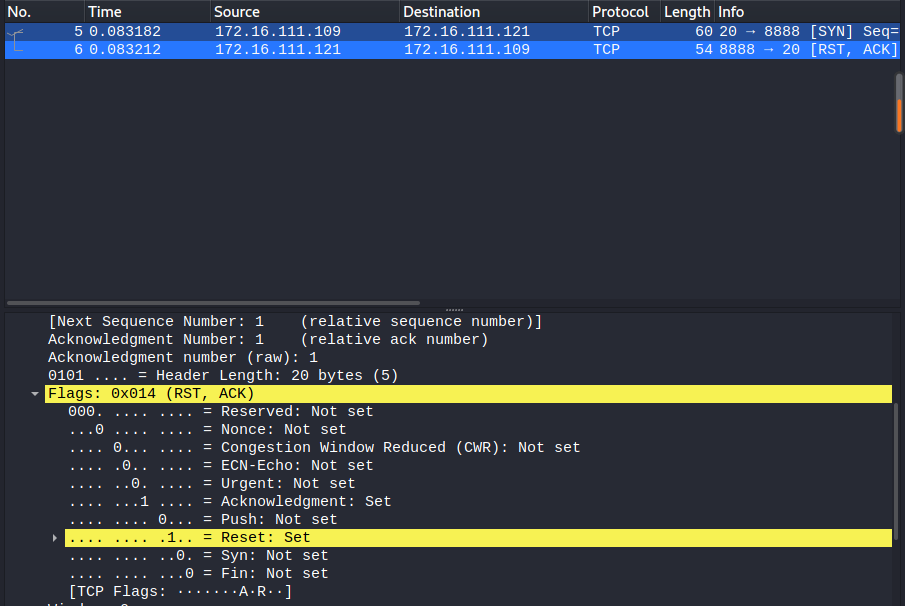 No. Time Source Destination Protocol Length Info
5 0.083182 172.16.111.109 172.16.111.121 TCP 60 20 → 8888 [SYN] Seq=
6 0.083212 172.16.111.121 172.16.111.109 TCP 54 8888 → 20 [RST, ACK]
[Next Sequence Number: 1    (relative sequence number)]
Acknowledgment Number: 1    (relative ack number)
Acknowledgment number (raw): 1
0101 .... = Header Length: 20 bytes (5)
Flags: 0x014 (RST, ACK)
000. .... .... = Reserved: Not set
...0 .... .... = Nonce: Not set
.... 0... .... = Congestion Window Reduced (CWR): Not set
.... .0.. .... = ECN-Echo: Not set
.... ..0. .... = Urgent: Not set
.... ...1 .... = Acknowledgment: Set
.... .... 0... = Push: Not set
.... .... .1.. = Reset: Set
.... .... ..0. = Syn: Not set
.... .... ...0 = Fin: Not set
[TCP Flags: ·······A·R··]